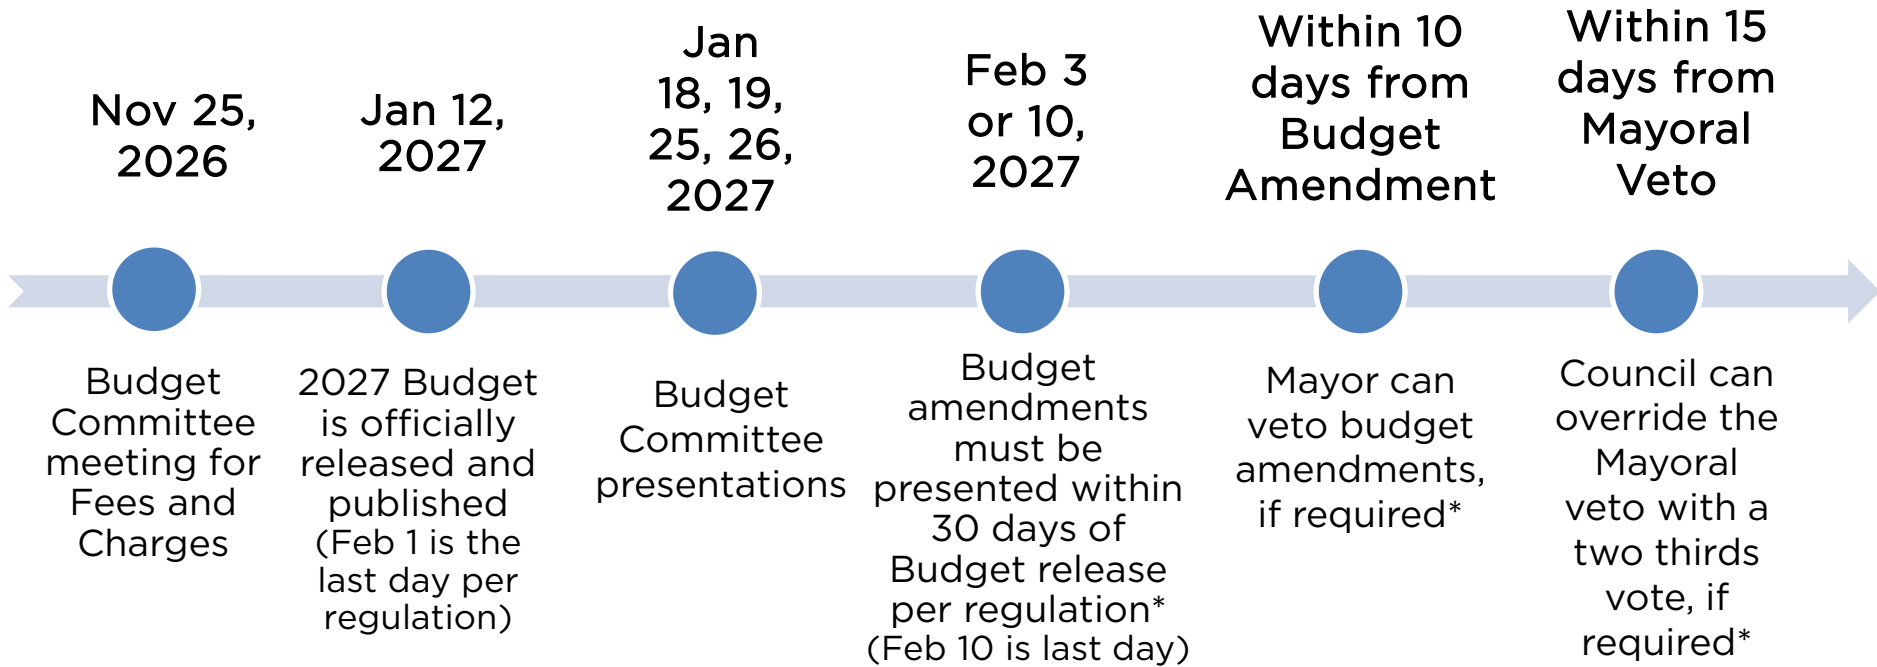 Nov 25,
2026
Jan 12,
2027
Jan
18, 19,
25, 26,
2027
Feb 3
or 10,
2027
Within 10
days from
Budget
Amendment
Within 15
days from
Mayoral
Veto
Budget
Committee
meeting for
Fees and
Charges
2027 Budget
is officially
released and
published
(Feb 1 is the
last day per
regulation)
Budget
Committee
presentations
Budget
amendments
must be
presented within
30 days of
Budget release
per regulation*
(Feb 10 is last day)
Mayor can
veto budget
amendments,
if required*
Council can
override the
Mayoral
veto with a
two thirds
vote, if
required*